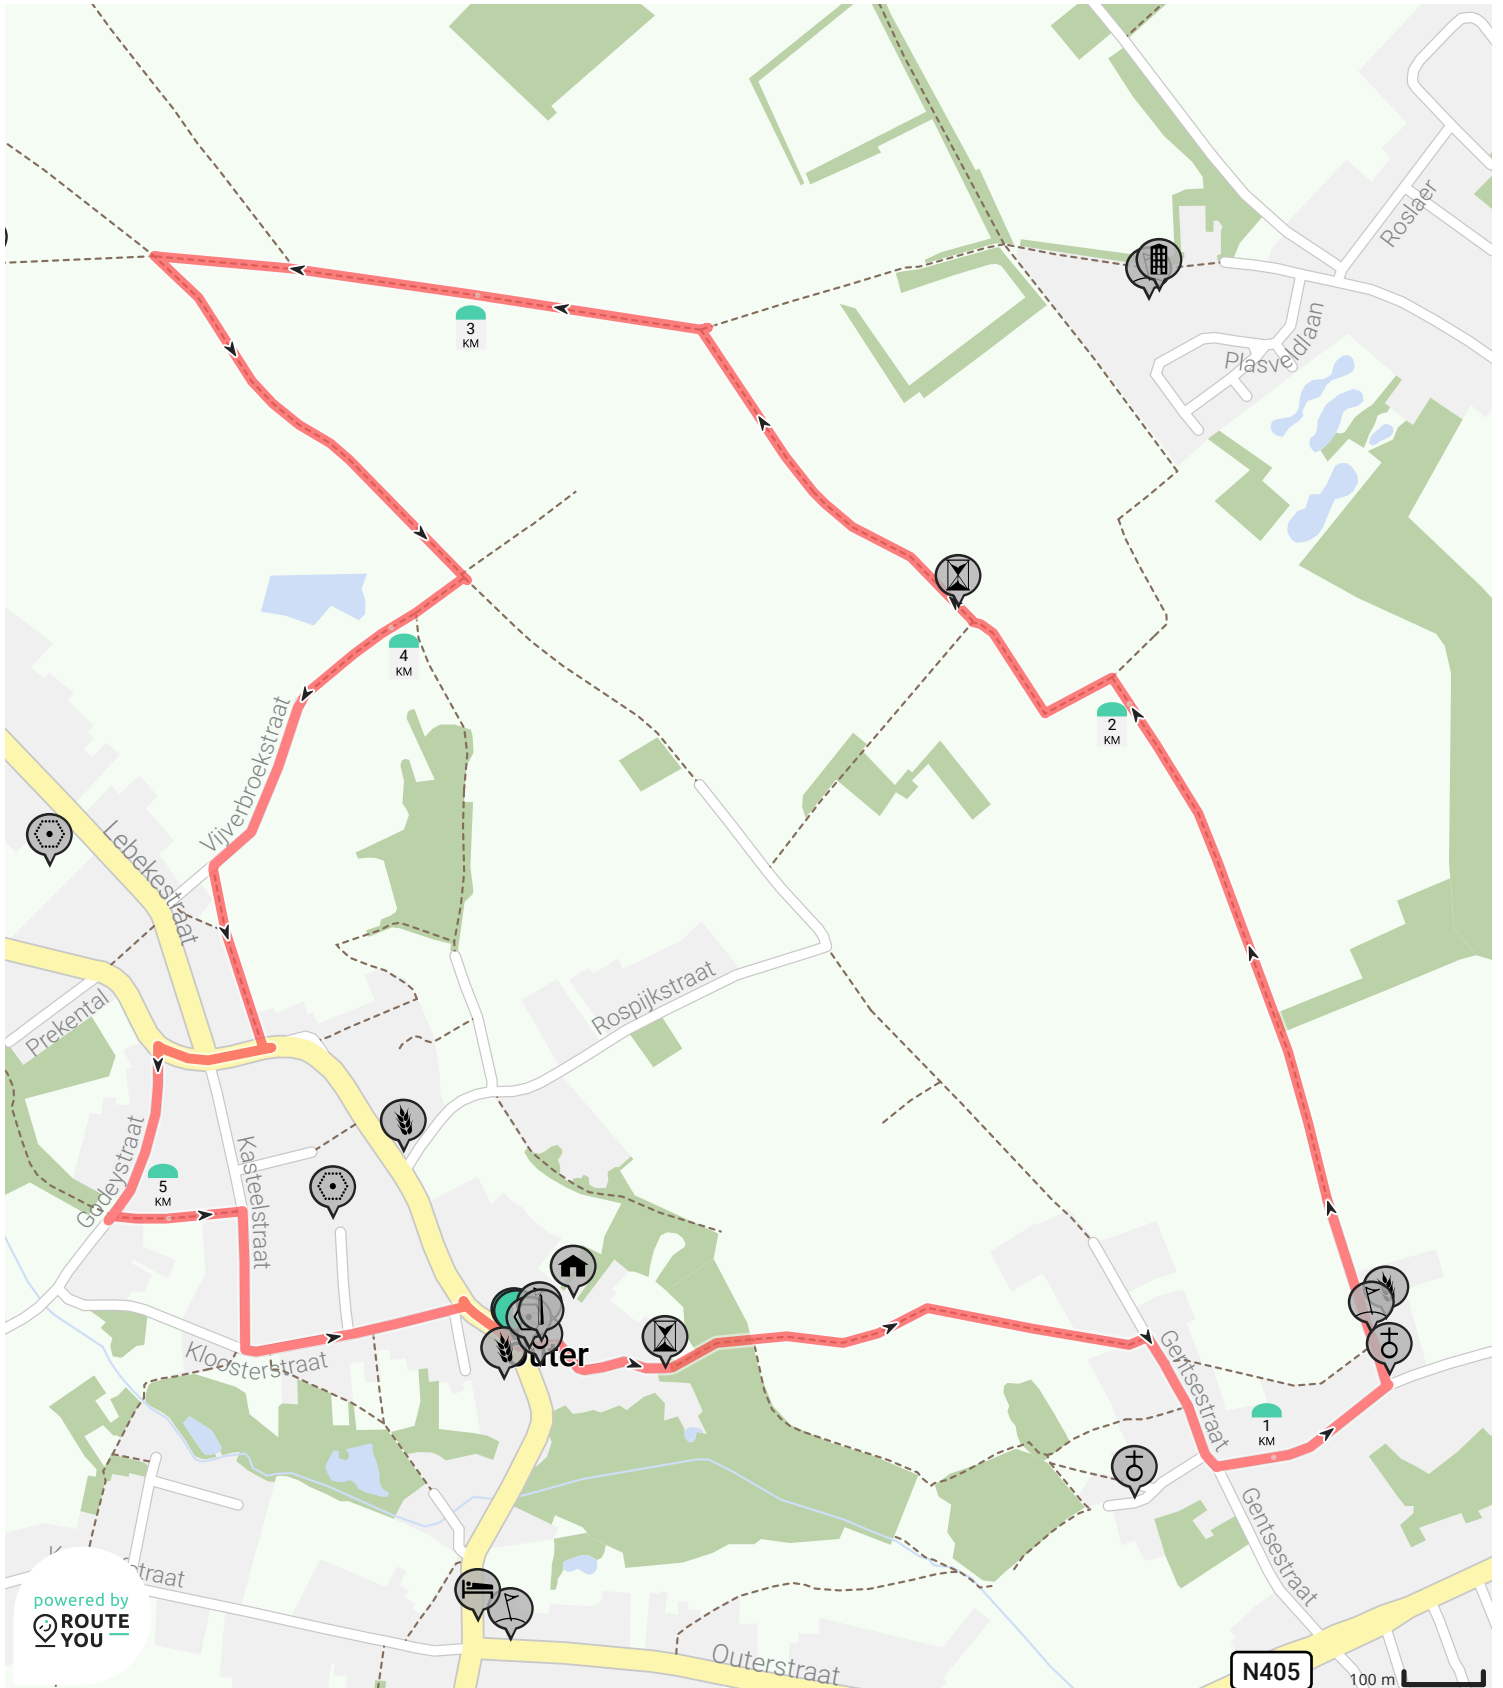 Roslaer
Plasveldlaan
3
KM
4
KM
2
KM
Vijverbroekstraat
Lebekestraat
Prekental
Rospijkstraat
Godeystraat
Kasteelstraat
5
KM
Outer
Kloosterstraat
Gentsestraat
1
KM
Gentsestraat
Outerstraat
N405
100 m
powered by
ROUTE
YOU